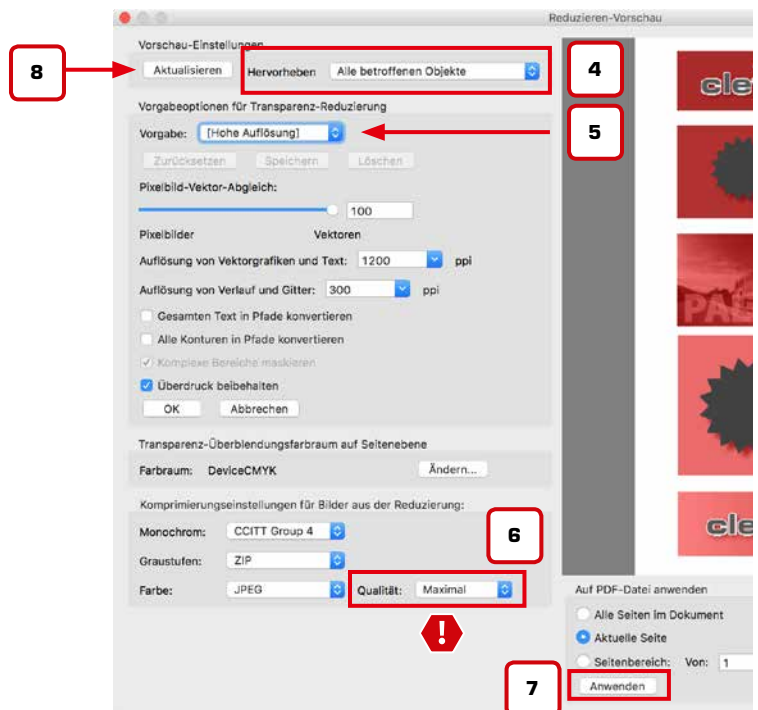 Reduzieren-Vorschau
Vorschau-Einstellungen
8
Aktualisieren
Hervorheben
Alle betroffenen Objekte
4
Vorgabeoptionen für Transparenz-Reduzierung
Vorgabe: [Hohe Auflösung]
5
Zurücksetzen Speichern Löschen
Pixelbild-Vektor-Abgleich:
100
Pixelbilder Vektoren
Auflösung von Vektorgrafiken und Text: 1200 ppi
Auflösung von Verlauf und Gitter: 300 ppi
Gesamten Text in Pfade konvertieren
Alle Konturen in Pfade konvertieren
Komplexe Bereiche maskieren
Überdruck beibehalten
OK Abbrechen
Transparenz-Überblendungsfarbraum auf Seitenebene
Farbraum: DeviceCMYK Ändern...
Komprimierungseinstellungen für Bilder aus der Reduzierung:
Monochrom: CCITT Group 4
6
Graustufen: ZIP
Farbe: JPEG Qualität: Maximal
!
cle
PAL
cle
Auf PDF-Datei anwenden
Alle Seiten im Dokument
Aktuelle Seite
Seitenbereich: Von: 1
7
Anwenden